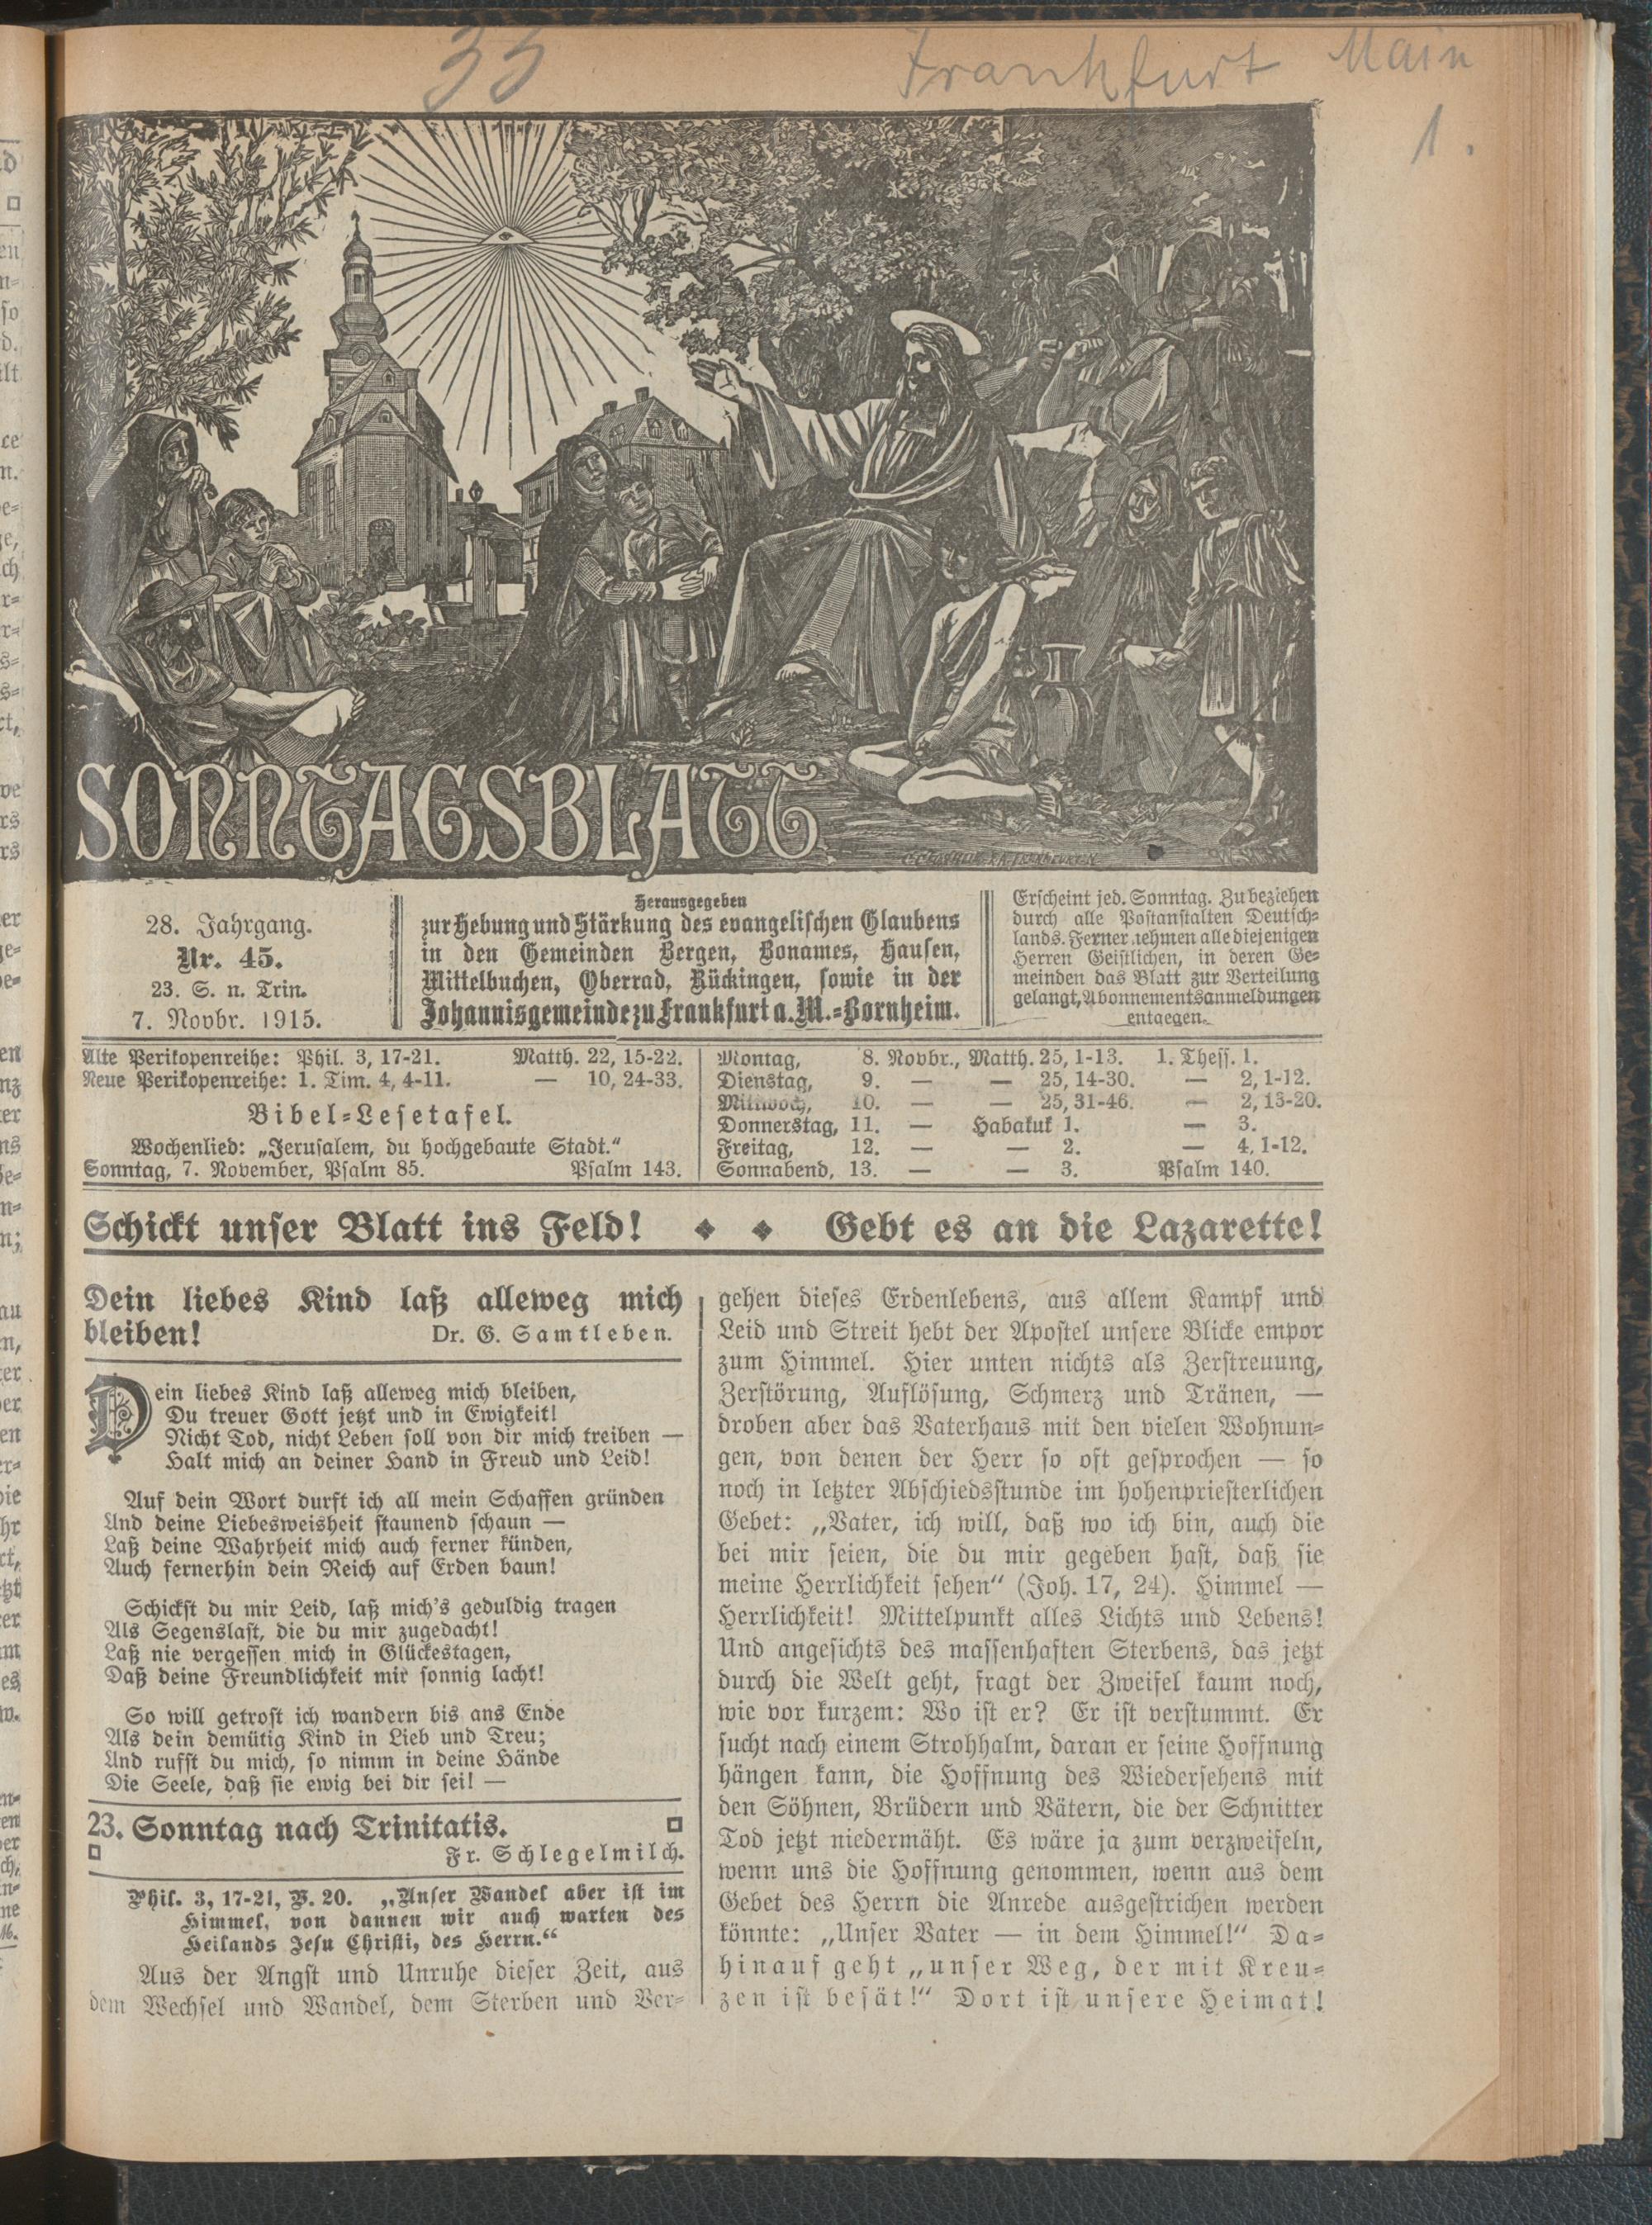 33
Frankfurt Main
1.
SONNTAGSBLATT
28. Jahrgang.
Nr. 45.
23. S. n. Trin.
7. Novbr. 1915.
Herausgegeben
zur Hebung und Stärkung des evangelischen Glaubens
in den Gemeinden Bergen, Bonames, Hausen,
Mittelbuchen, Oberrad, Rückingen, sowie in der
Johannisgemeinde zu Frankfurt a. M.-Bornheim.
Erscheint jed. Sonntag. Zu beziehen
durch alle Postanstalten Deutsch-
lands. Ferner nehmen alle diejenigen
Herren Geistlichen, in deren Ge-
meinden das Blatt zur Verteilung
gelangt, Abonnementsanmeldungen
entgegen.
Alte Perikopenreihe: Phil. 3, 17-21. Matth. 22, 15-22.
Neue Perikopenreihe: 1. Tim. 4, 4-11. — 10, 24-33.
Bibel-Lesetafel.
Wochenlied: „Jerusalem, du hochgebaute Stadt.“
Sonntag, 7. November, Psalm 85. Psalm 143.
Montag, 8. Novbr., Matth. 25, 1-13. 1. Thess. 1.
Dienstag, 9. — — 25, 14-30. — 2, 1-12.
Mittwoch, 10. — — 25, 31-46. — 2, 13-20.
Donnerstag, 11. — Habakuk 1. — 3.
Freitag, 12. — — 2. — 4, 1-12.
Sonnabend, 13. — — 3. Psalm 140.
Schickt unser Blatt ins Feld! ❖ ❖ Gebt es an die Lazarette!
Dein liebes Kind laß alleweg mich
bleiben! Dr. G. Samtleben.
Dein liebes Kind laß alleweg mich bleiben,
Du treuer Gott jetzt und in Ewigkeit!
Nicht Tod, nicht Leben soll von dir mich treiben —
Halt mich an deiner Hand in Freud und Leid!
Auf dein Wort durft ich all mein Schaffen gründen
Und deine Liebesweisheit staunend schaun —
Laß deine Wahrheit mich auch ferner künden,
Auch fernerhin dein Reich auf Erden baun!
Schickst du mir Leid, laß mich's geduldig tragen
Als Segenslast, die du mir zugedacht!
Laß nie vergessen mich in Glückestagen,
Daß deine Freundlichkeit mir sonnig lacht!
So will getrost ich wandern bis ans Ende
Als dein demütig Kind in Lieb und Treu;
Und rufst du mich, so nimm in deine Hände
Die Seele, daß sie ewig bei dir sei! —
23. Sonntag nach Trinitatis.
Fr. Schlegelmilch.
Phil. 3, 17-21, V. 20. „Unser Wandel aber ist im
Himmel, von dannen wir auch warten des
Heilands Jesu Christi, des Herrn.“
Aus der Angst und Unruhe dieser Zeit, aus
dem Wechsel und Wandel, dem Sterben und Ver-
gehen dieses Erdenlebens, aus allem Kampf und
Leid und Streit hebt der Apostel unsere Blicke empor
zum Himmel. Hier unten nichts als Zerstreuung,
Zerstörung, Auflösung, Schmerz und Tränen, —
droben aber das Vaterhaus mit den vielen Wohnun-
gen, von denen der Herr so oft gesprochen — so
noch in letzter Abschiedsstunde im hohenpriesterlichen
Gebet: „Vater, ich will, daß wo ich bin, auch die
bei mir seien, die du mir gegeben hast, daß sie
meine Herrlichkeit sehen“ (Joh. 17, 24). Himmel —
Herrlichkeit! Mittelpunkt alles Lichts und Lebens!
Und angesichts des massenhaften Sterbens, das jetzt
durch die Welt geht, fragt der Zweifel kaum noch,
wie vor kurzem: Wo ist er? Er ist verstummt. Er
sucht nach einem Strohhalm, daran er seine Hoffnung
hängen kann, die Hoffnung des Wiedersehens mit
den Söhnen, Brüdern und Vätern, die der Schnitter
Tod jetzt niedermäht. Es wäre ja zum verzweifeln,
wenn uns die Hoffnung genommen, wenn aus dem
Gebet des Herrn die Anrede ausgestrichen werden
könnte: „Unser Vater — in dem Himmel!“ Da-
hinauf geht „unser Weg, der mit Kreu-
zen ist besät!“ Dort ist unsere Heimat!